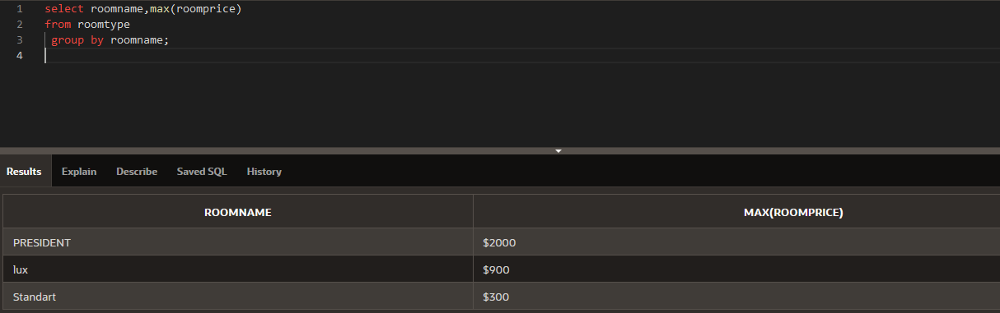 1 select roomname,max(roomprice)
2 from roomtype
3 group by roomname;
4
Results Explain Describe Saved SQL History
ROOMNAME MAX(ROOMPRICE)
PRESIDENT $2000
lux $900
Standart $300